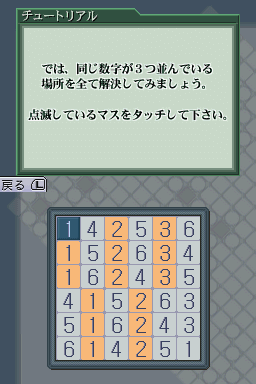 チュートリアル
では、同じ数字が３つ並んでいる
場所を全て解決してみましょう。
点滅しているマスをタッチして下さい。
戻る L
1 4 2 5 3 6
1 5 2 6 3 4
1 6 2 4 3 5
4 1 5 2 6 3
5 1 6 2 4 3
6 1 4 2 5 1